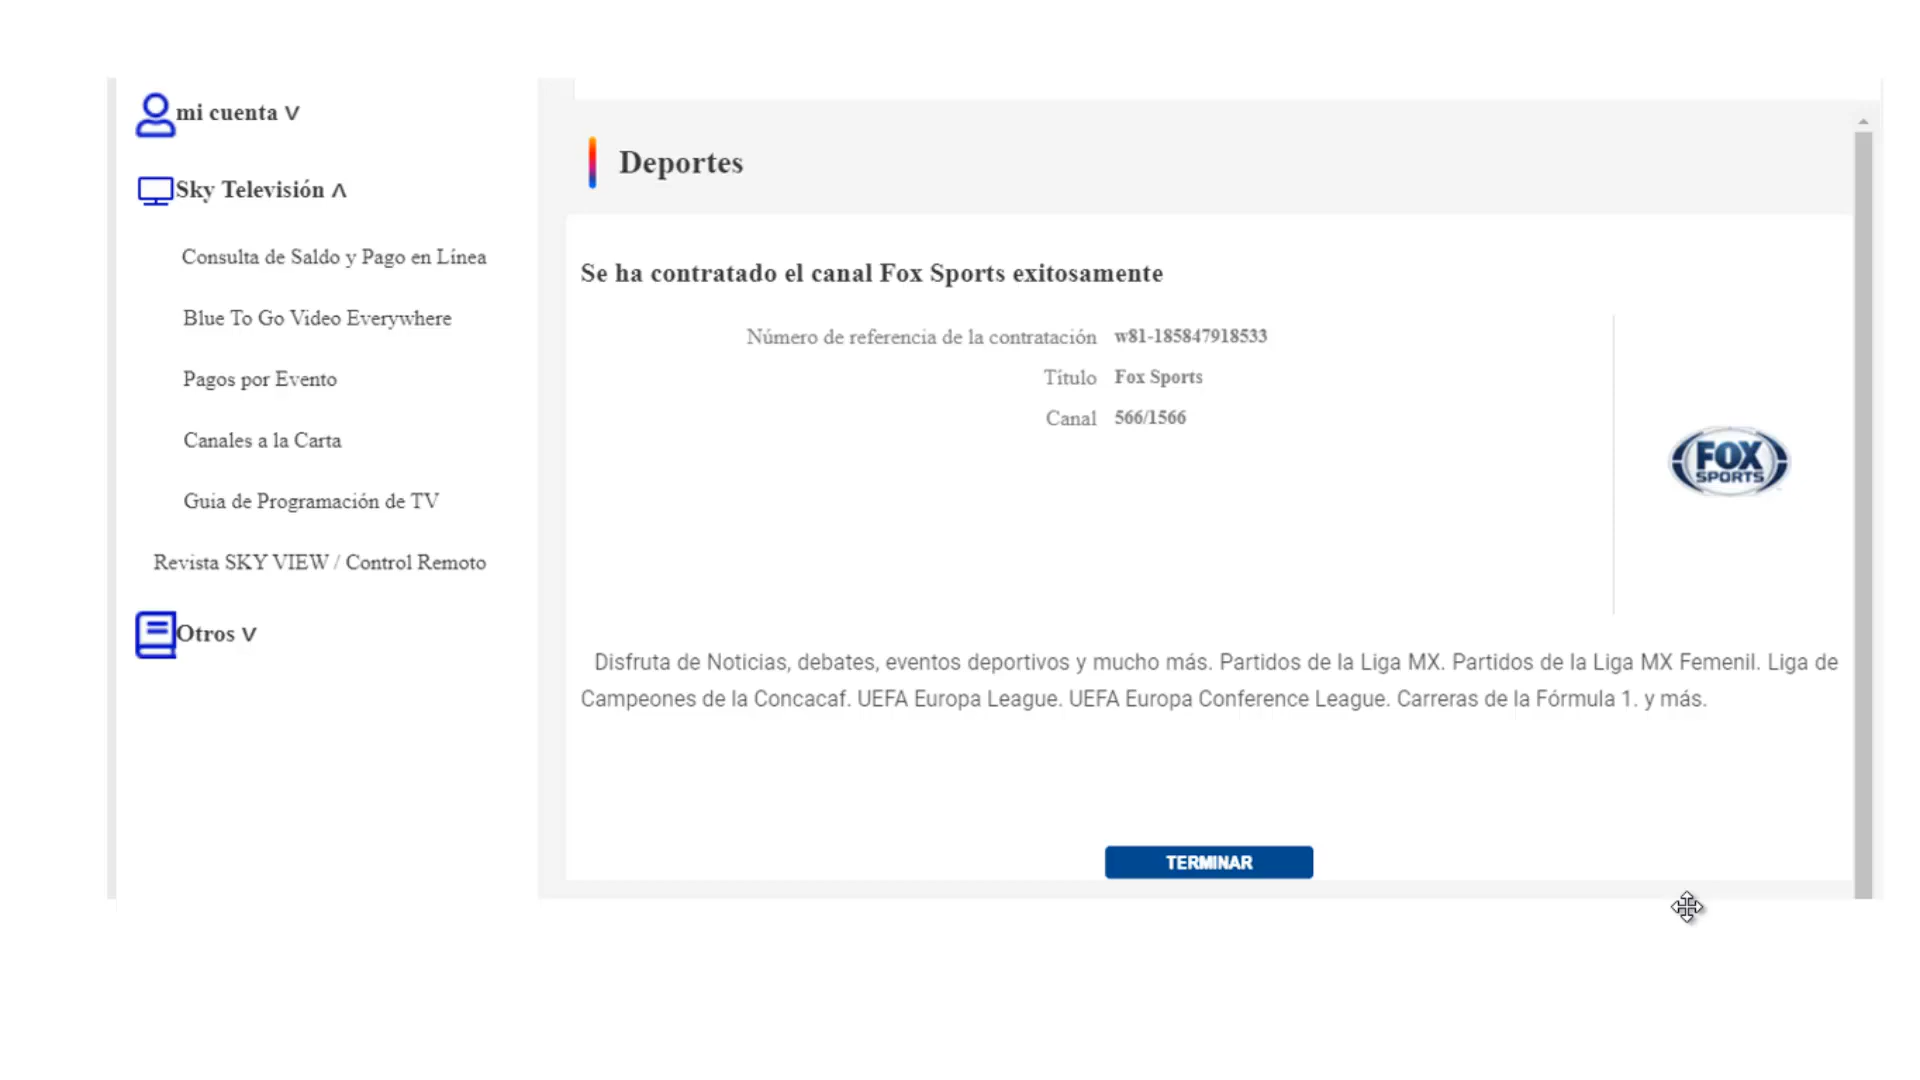 mi cuenta V
Sky Televisión Λ
Consulta de Saldo y Pago en Línea
Blue To Go Video Everywhere
Pagos por Evento
Canales a la Carta
Guia de Programación de TV
Revista SKY VIEW / Control Remoto
Otros V
Deportes
Se ha contratado el canal Fox Sports exitosamente
Número de referencia de la contratación w81-185847918533
Título Fox Sports
Canal 566/1566
FOX
SPORTS
Disfruta de Noticias, debates, eventos deportivos y mucho más. Partidos de la Liga MX. Partidos de la Liga MX Femenil. Liga de
Campeones de la Concacaf. UEFA Europa League. UEFA Europa Conference League. Carreras de la Fórmula 1. y más.
TERMINAR